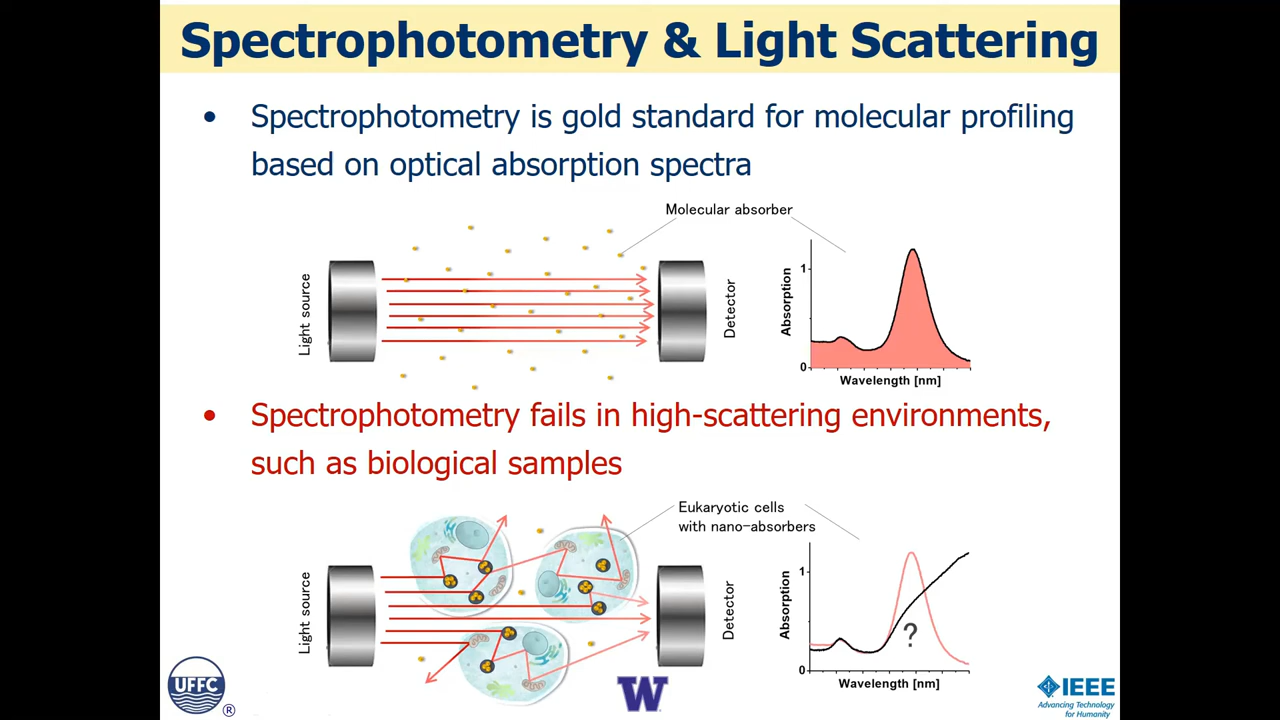 Spectrophotometry & Light Scattering
• Spectrophotometry is gold standard for molecular profiling
based on optical absorption spectra
Molecular absorber
Light source
Detector
Absorption
1
0
Wavelength [nm]
• Spectrophotometry fails in high-scattering environments,
such as biological samples
Eukaryotic cells
with nano-absorbers
Light source
Detector
Absorption
1
?
0
Wavelength [nm]
UFFC
®
W
IEEE
Advancing Technology
for Humanity